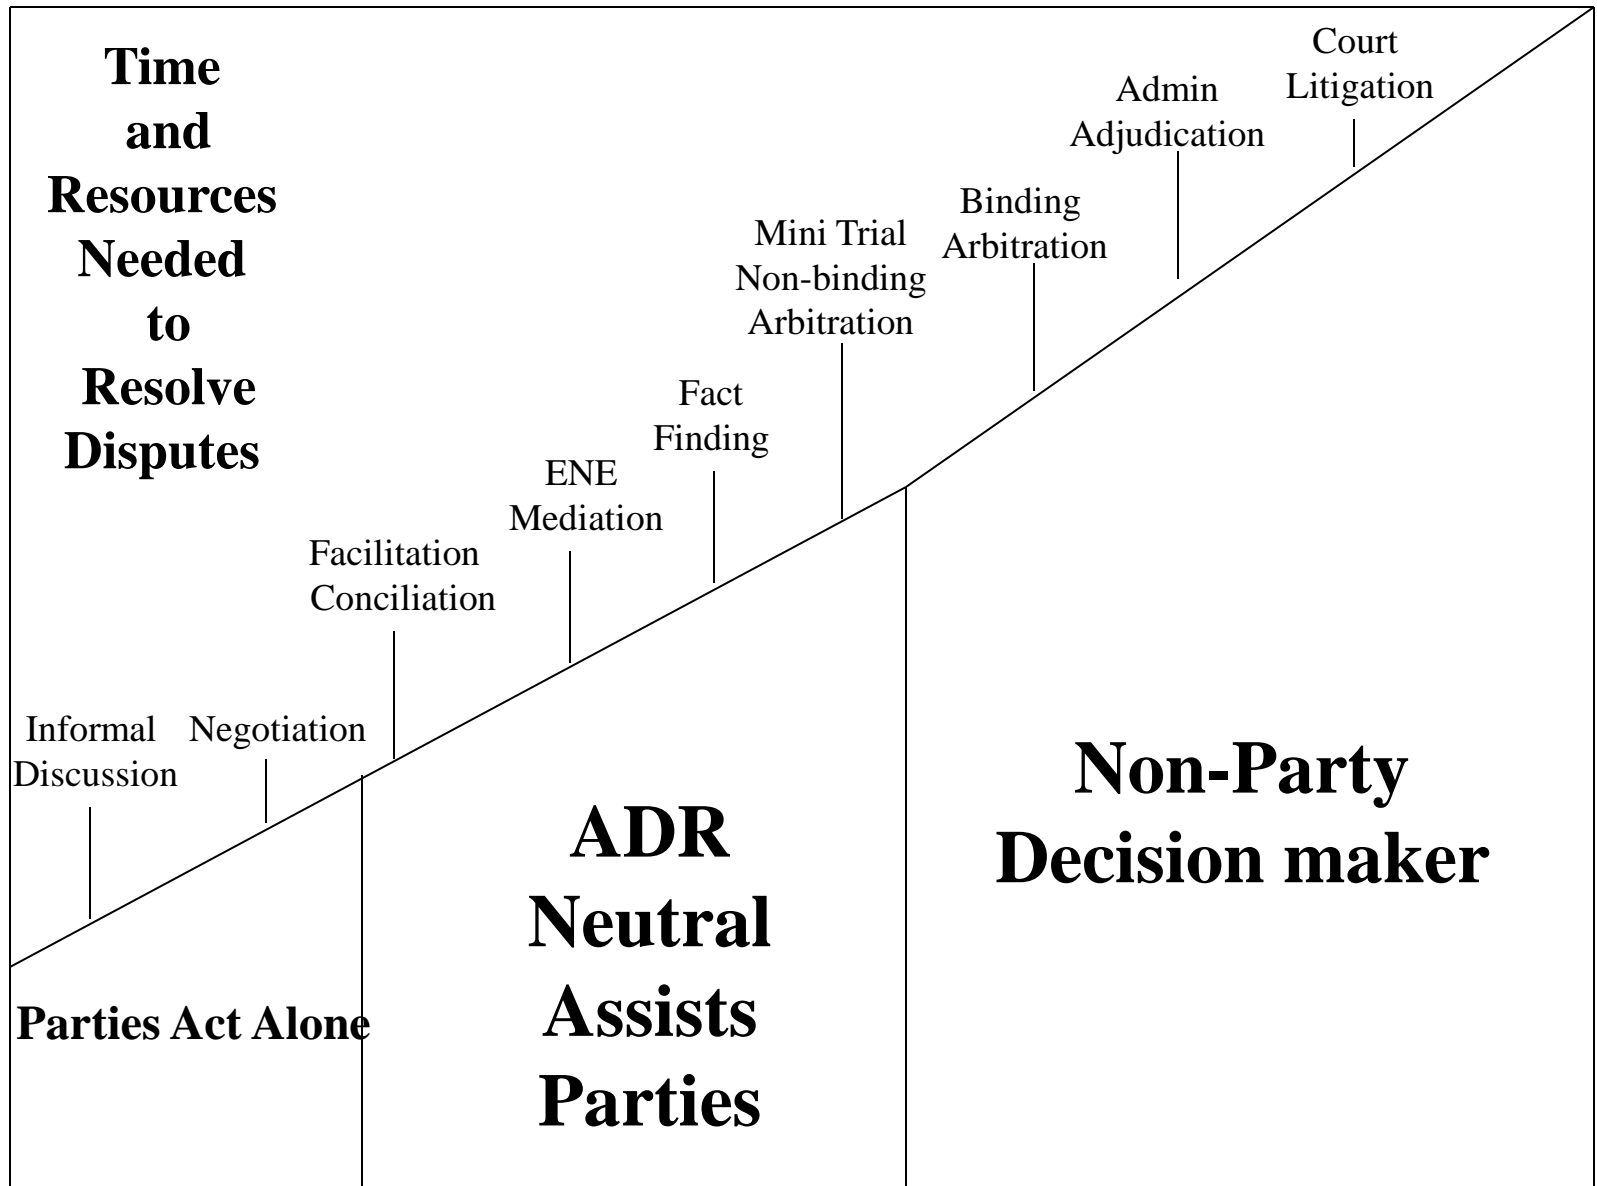 Time
and
Resources
Needed
to
Resolve
Disputes
Informal
Discussion
Negotiation
Facilitation
Conciliation
ENE
Mediation
Fact
Finding
Mini Trial
Non-binding
Arbitration
Binding
Arbitration
Admin
Adjudication
Court
Litigation
Parties Act Alone
ADR
Neutral
Assists
Parties
Non-Party
Decision maker